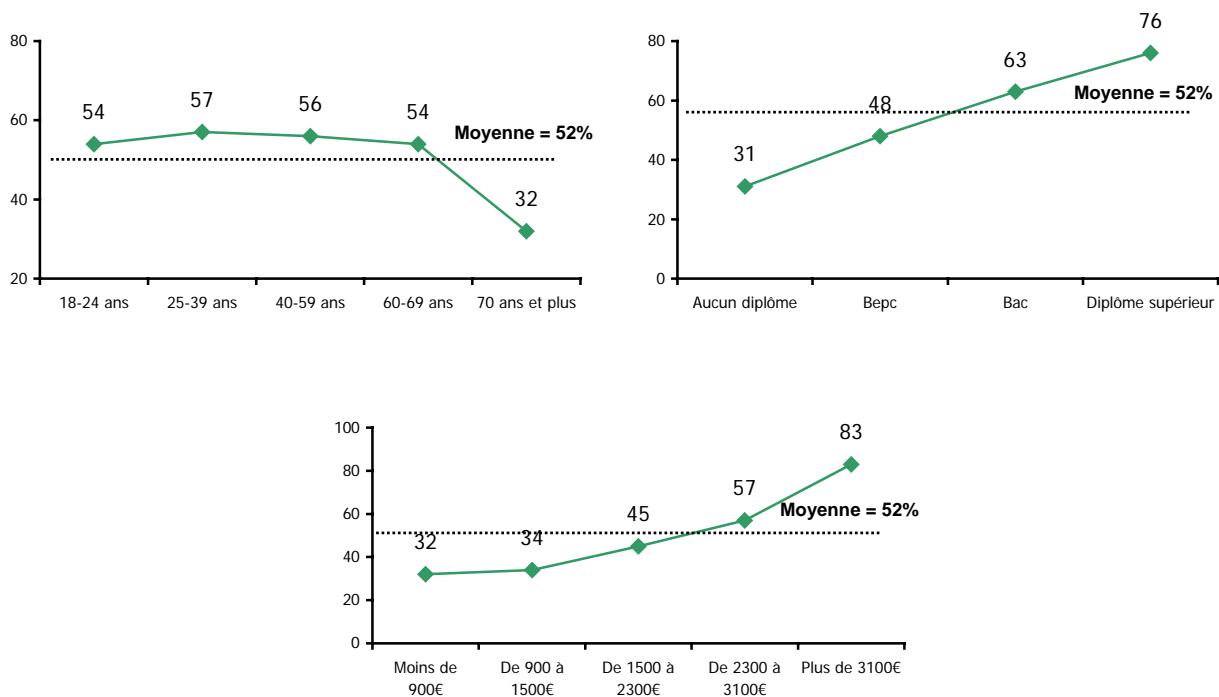 80
60
40
20
54
57
56
54
32
Moyenne = 52%
18-24 ans
25-39 ans
40-59 ans
60-69 ans
70 ans et plus
80
60
40
20
0
31
48
63
76
Moyenne = 52%
Aucun diplôme
Bepc
Bac
Diplôme supérieur
100
80
60
40
20
0
32
34
45
57
83
Moyenne = 52%
Moins de
900€
De 900 à
1500€
De 1500 à
2300€
De 2300 à
3100€
Plus de 3100€